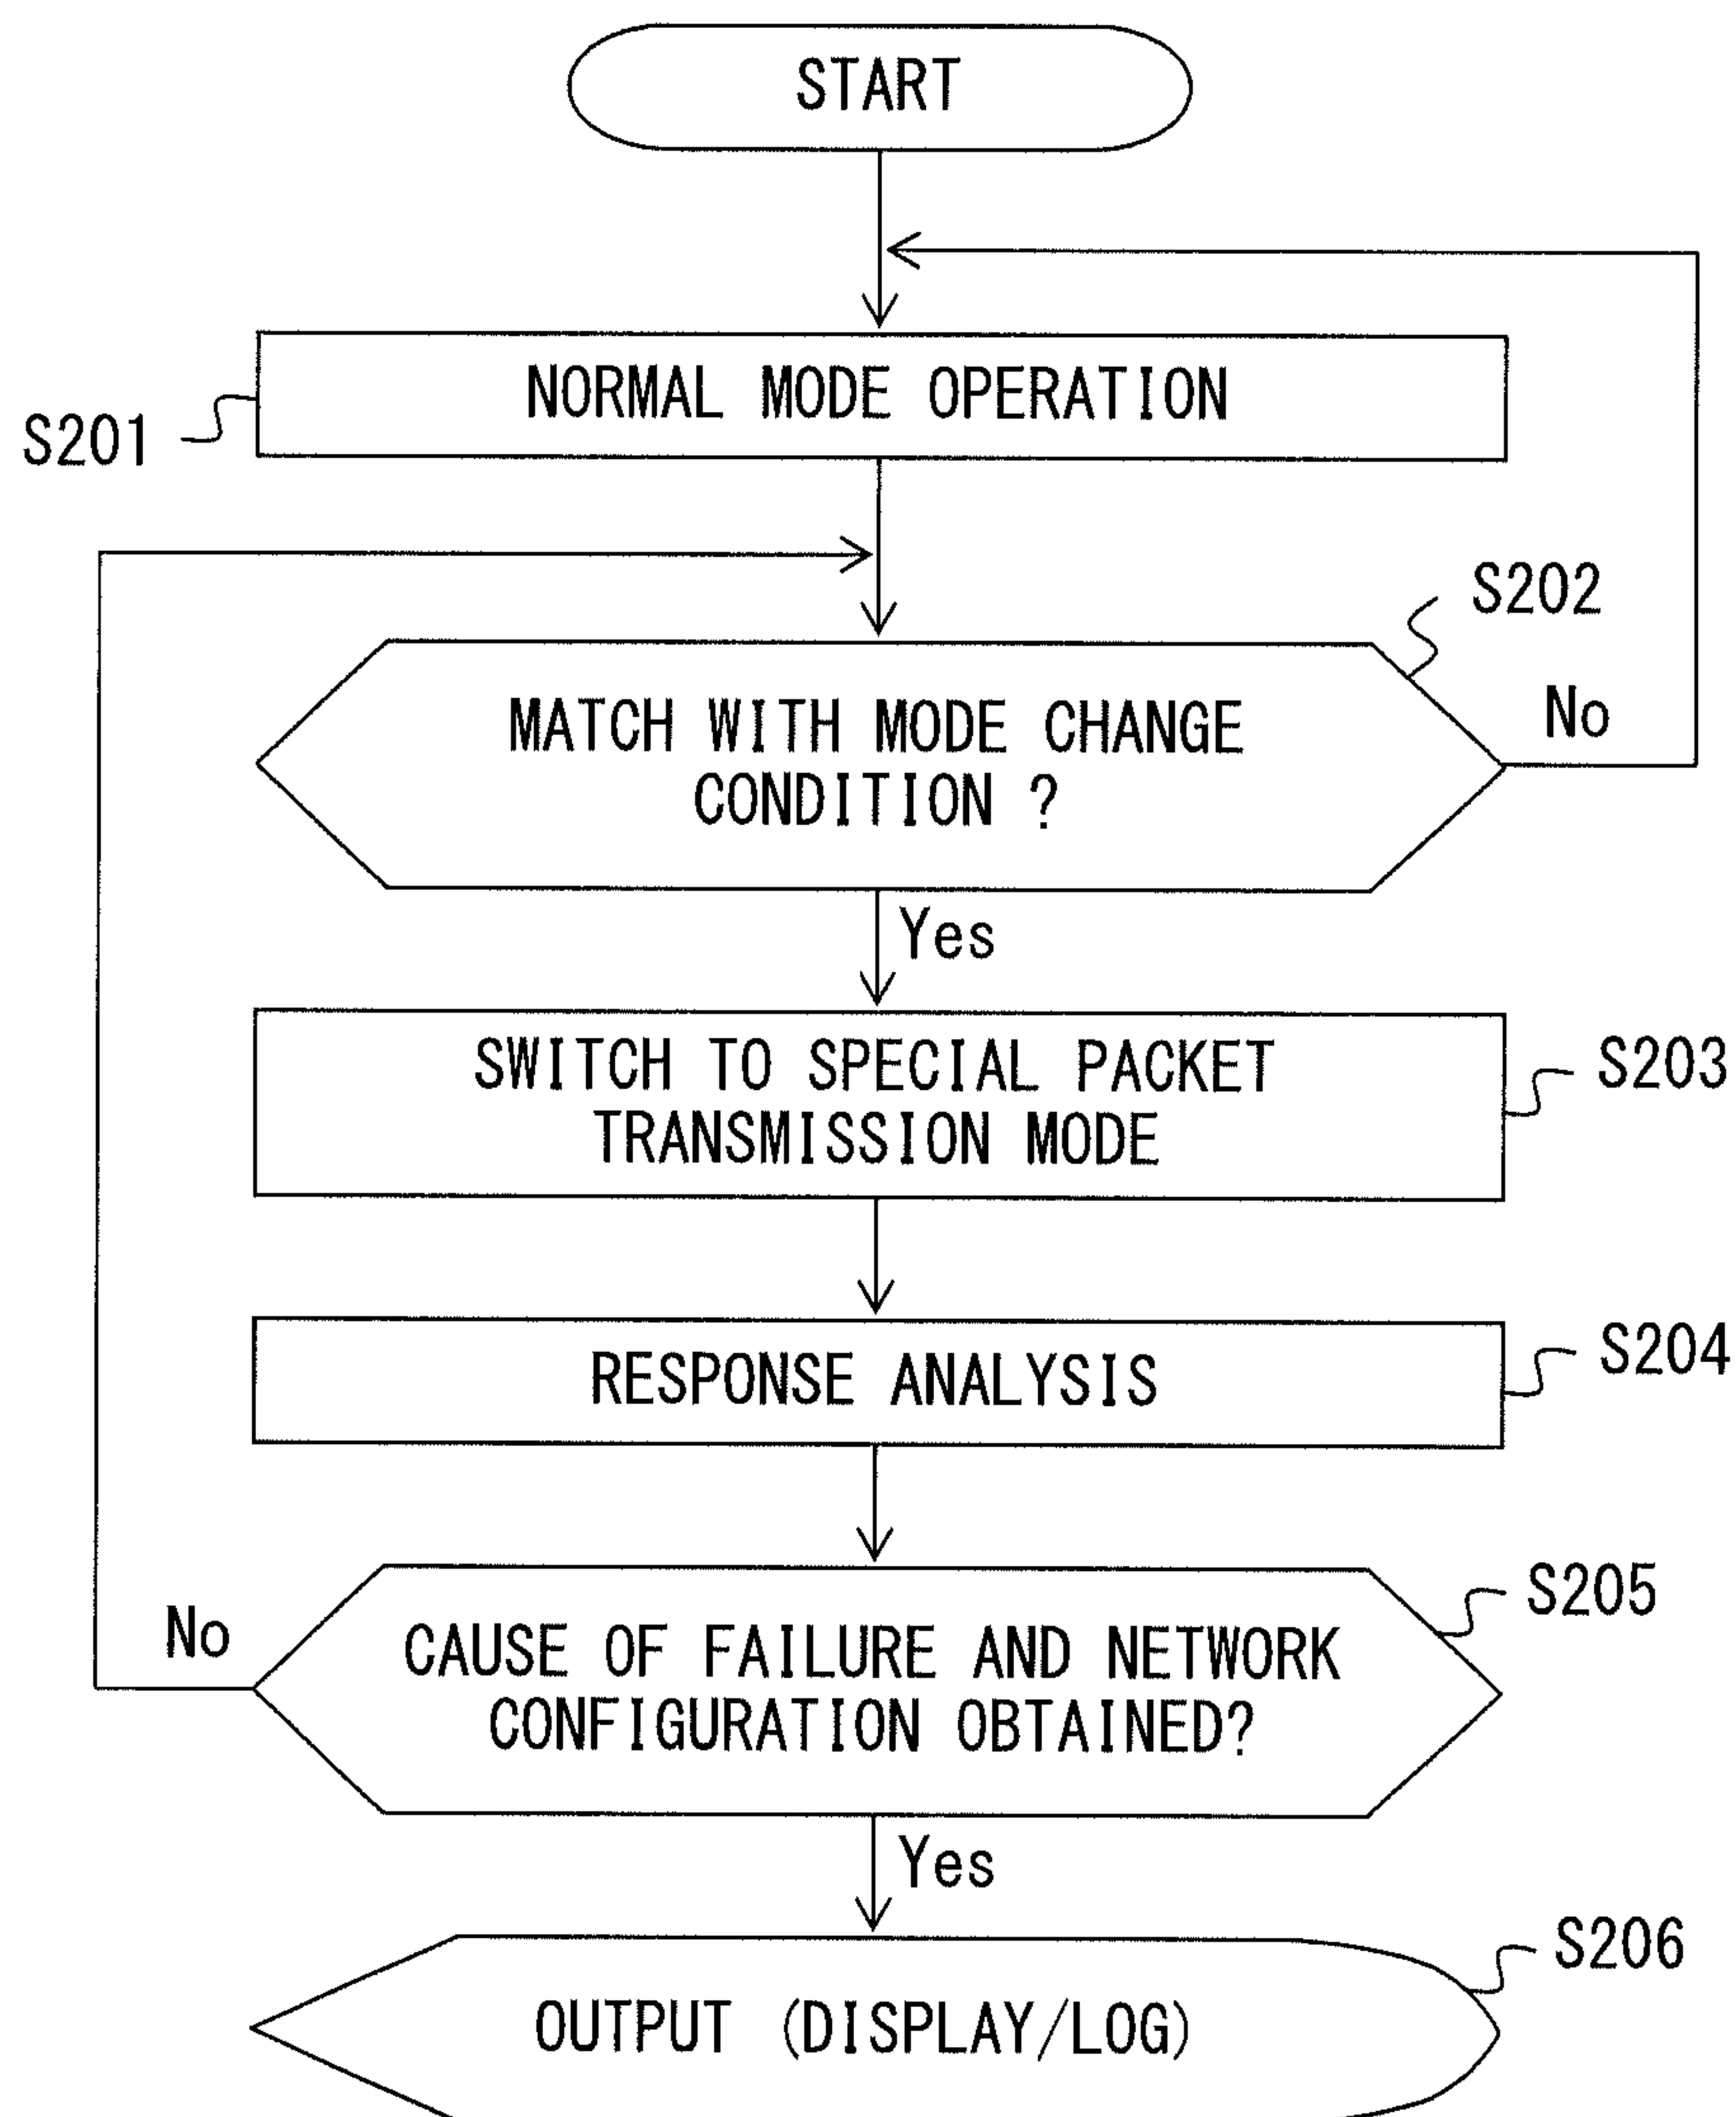 START
NORMAL MODE OPERATION
S201
S202
MATCH WITH MODE CHANGE
CONDITION ?
No
Yes
SWITCH TO SPECIAL PACKET
TRANSMISSION MODE
S203
RESPONSE ANALYSIS
S204
S205
No
CAUSE OF FAILURE AND NETWORK
CONFIGURATION OBTAINED?
Yes
S206
OUTPUT (DISPLAY/LOG)